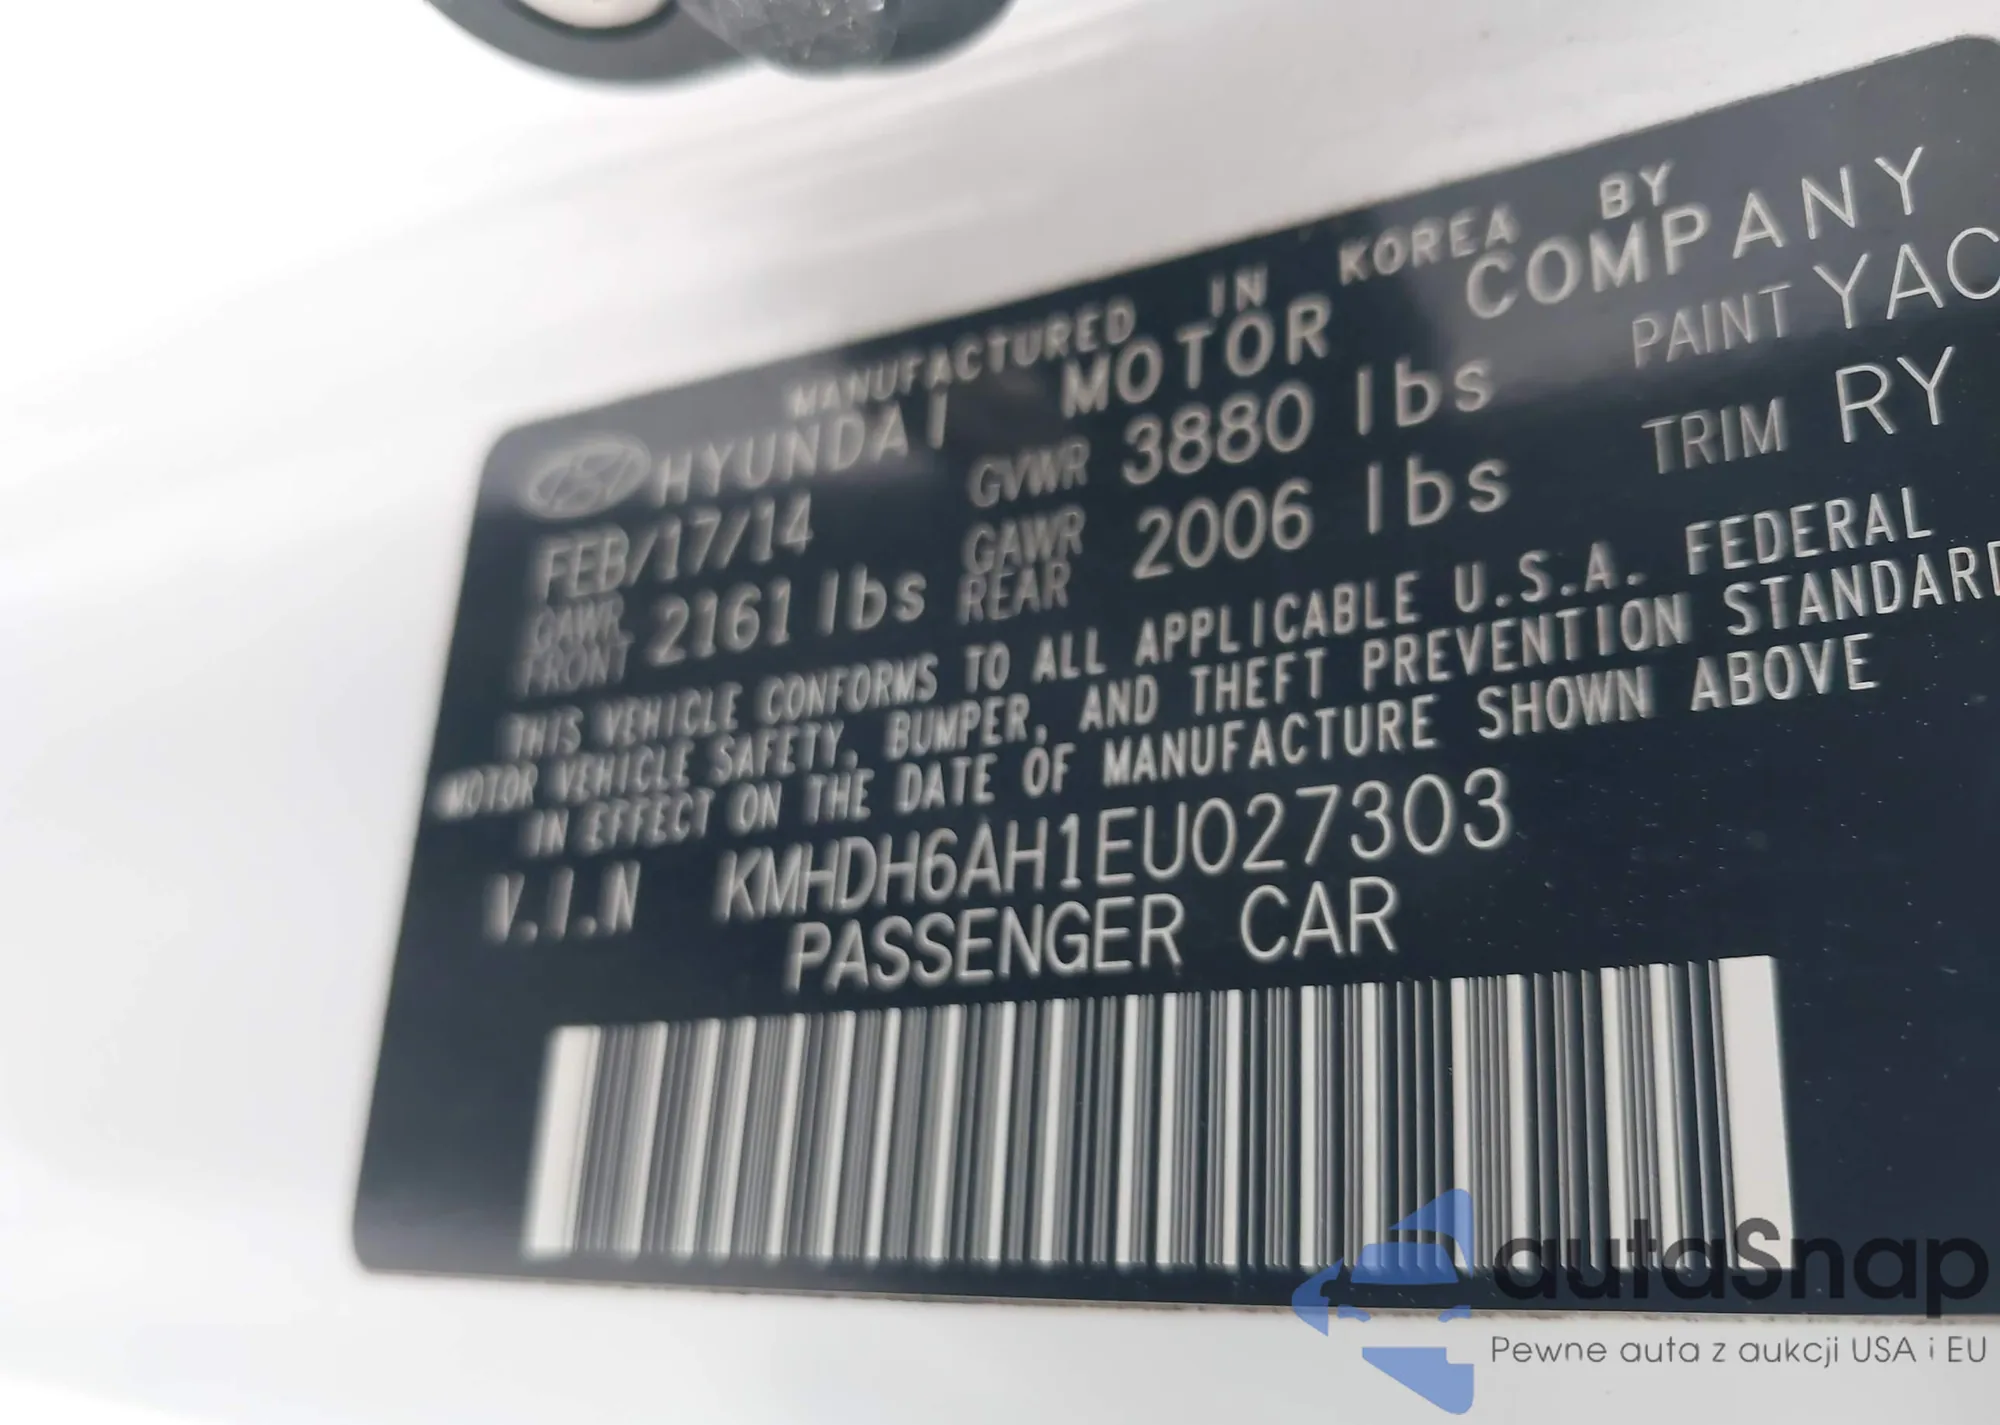 MANUFACTURED IN KOREA BY
HYUNDAI MOTOR COMPANY
FEB/17/14 GVWR 3880 lbs PAINT YAC
GAWR FRONT 2161 lbs GAWR REAR 2006 lbs TRIM RY
THIS VEHICLE CONFORMS TO ALL APPLICABLE U.S.A. FEDERAL
MOTOR VEHICLE SAFETY, BUMPER, AND THEFT PREVENTION STANDARD
IN EFFECT ON THE DATE OF MANUFACTURE SHOWN ABOVE
V.I.N KMHDH6AH1EU027303
PASSENGER CAR
autaSnap
Pewne auta z aukcji USA i EU